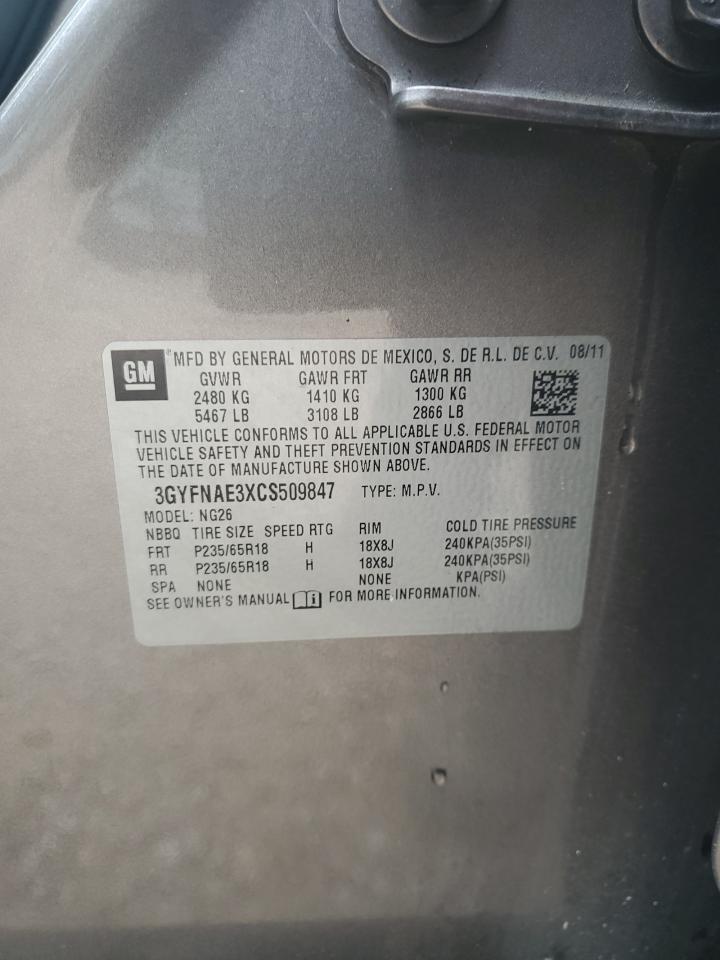 GM ® MFD BY GENERAL MOTORS DE MEXICO, S. DE R.L. DE C.V. 08/11
GVWR GAWR FRT GAWR RR
2480 KG 1410 KG 1300 KG
5467 LB 3108 LB 2866 LB
THIS VEHICLE CONFORMS TO ALL APPLICABLE U.S. FEDERAL MOTOR
VEHICLE SAFETY AND THEFT PREVENTION STANDARDS IN EFFECT ON
THE DATE OF MANUFACTURE SHOWN ABOVE.
3GYFNAE3XCS509847 TYPE: M.P.V.
MODEL: NG26
NBBQ TIRE SIZE SPEED RTG RIM COLD TIRE PRESSURE
FRT P235/65R18 H 18X8J 240KPA(35PSI)
RR P235/65R18 H 18X8J 240KPA(35PSI)
SPA NONE NONE KPA(PSI)
SEE OWNER'S MANUAL i FOR MORE INFORMATION.